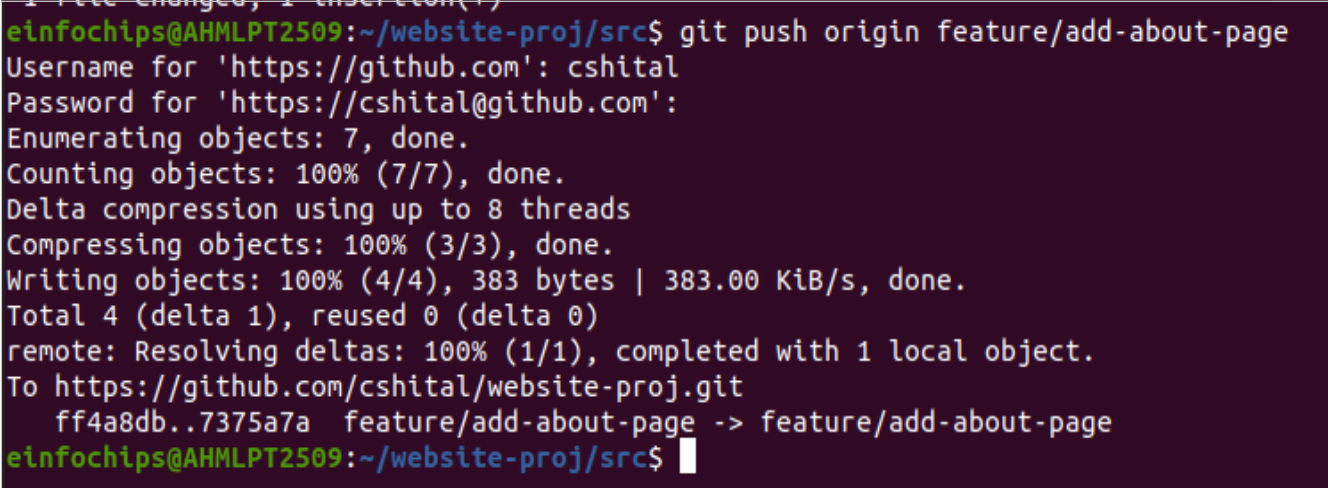 1 file changed, 1 insertion(+)
einfochips@AHMLPT2509:~/website-proj/src$ git push origin feature/add-about-page
Username for 'https://github.com': cshital
Password for 'https://cshital@github.com':
Enumerating objects: 7, done.
Counting objects: 100% (7/7), done.
Delta compression using up to 8 threads
Compressing objects: 100% (3/3), done.
Writing objects: 100% (4/4), 383 bytes | 383.00 KiB/s, done.
Total 4 (delta 1), reused 0 (delta 0)
remote: Resolving deltas: 100% (1/1), completed with 1 local object.
To https://github.com/cshital/website-proj.git
   ff4a8db..7375a7a  feature/add-about-page -> feature/add-about-page
einfochips@AHMLPT2509:~/website-proj/src$